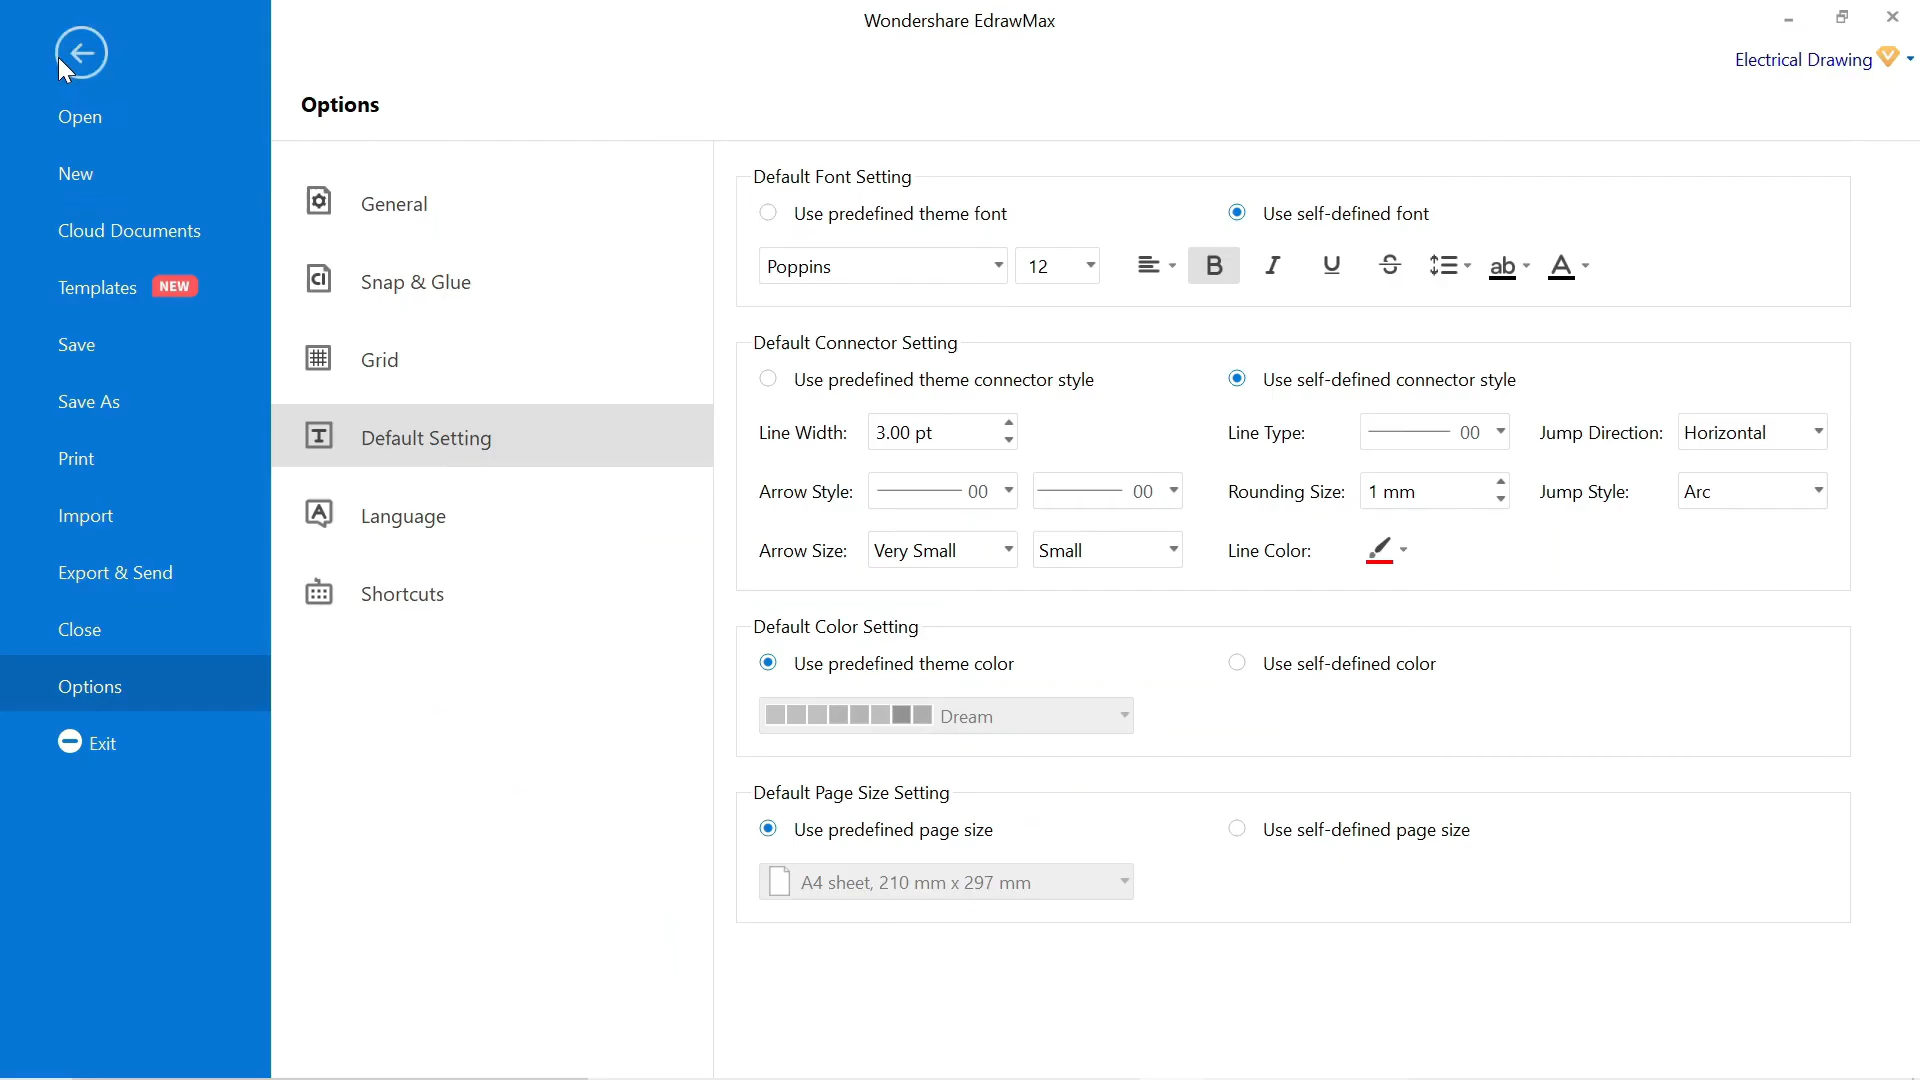 Wondershare EdrawMax
Electrical Drawing
Options
Open
New
Cloud Documents
Templates NEW
Save
Save As
Print
Import
Export & Send
Close
Options
Exit
General
Snap & Glue
Grid
Default Setting
Language
Shortcuts
Default Font Setting
Use predefined theme font
Use self-defined font
Poppins 12 B I U S ab A
Default Connector Setting
Use predefined theme connector style
Use self-defined connector style
Line Width: 3.00 pt Line Type: 00 Jump Direction: Horizontal
Arrow Style: 00 00 Rounding Size: 1 mm Jump Style: Arc
Arrow Size: Very Small Small Line Color:
Default Color Setting
Use predefined theme color
Use self-defined color
Dream
Default Page Size Setting
Use predefined page size
Use self-defined page size
A4 sheet, 210 mm x 297 mm